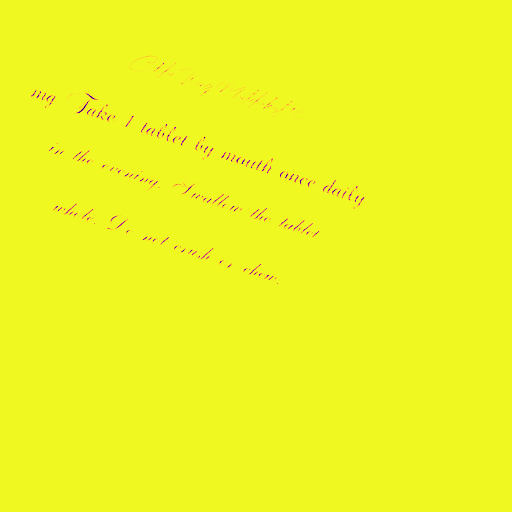 mg Take 1 tablet by mouth once daily
in the evening. Swallow the tablet
whole. Do not crush or chew.